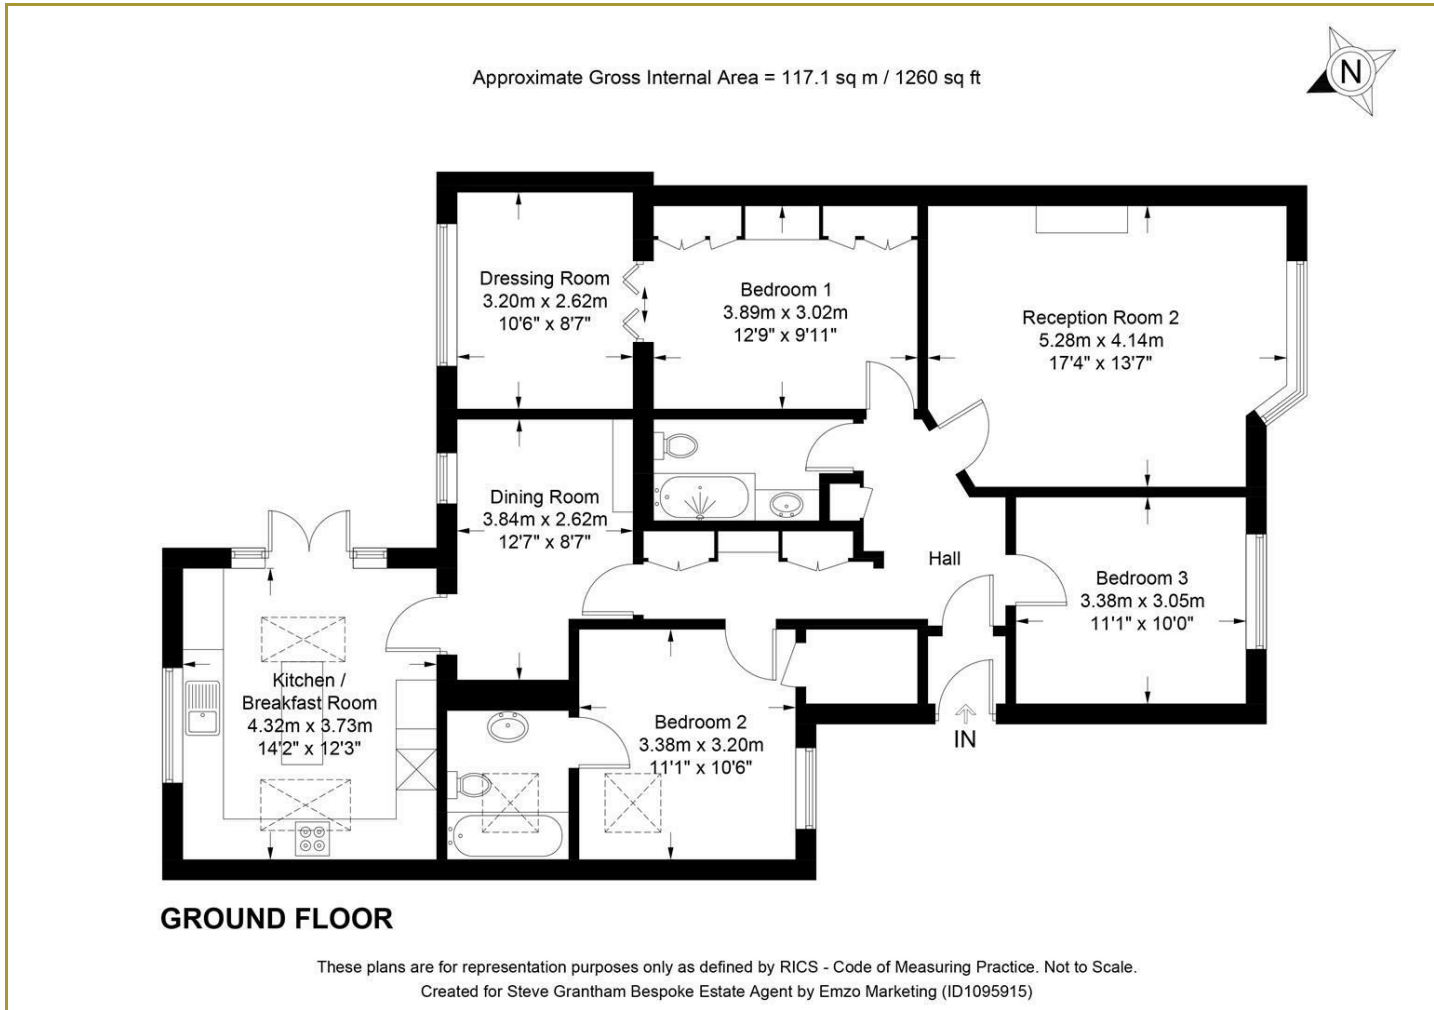 Approximate Gross Internal Area = 117.1 sq m / 1260 sq ft
N
Dressing Room
3.20m x 2.62m
10'6" x 8'7"
Bedroom 1
3.89m x 3.02m
12'9" x 9'11"
Reception Room 2
5.28m x 4.14m
17'4" x 13'7"
Dining Room
3.84m x 2.62m
12'7" x 8'7"
Hall
Bedroom 3
3.38m x 3.05m
11'1" x 10'0"
Kitchen /
Breakfast Room
4.32m x 3.73m
14'2" x 12'3"
Bedroom 2
3.38m x 3.20m
11'1" x 10'6"
IN
GROUND FLOOR
These plans are for representation purposes only as defined by RICS - Code of Measuring Practice. Not to Scale.
Created for Steve Grantham Bespoke Estate Agent by Emzo Marketing (ID1095915)